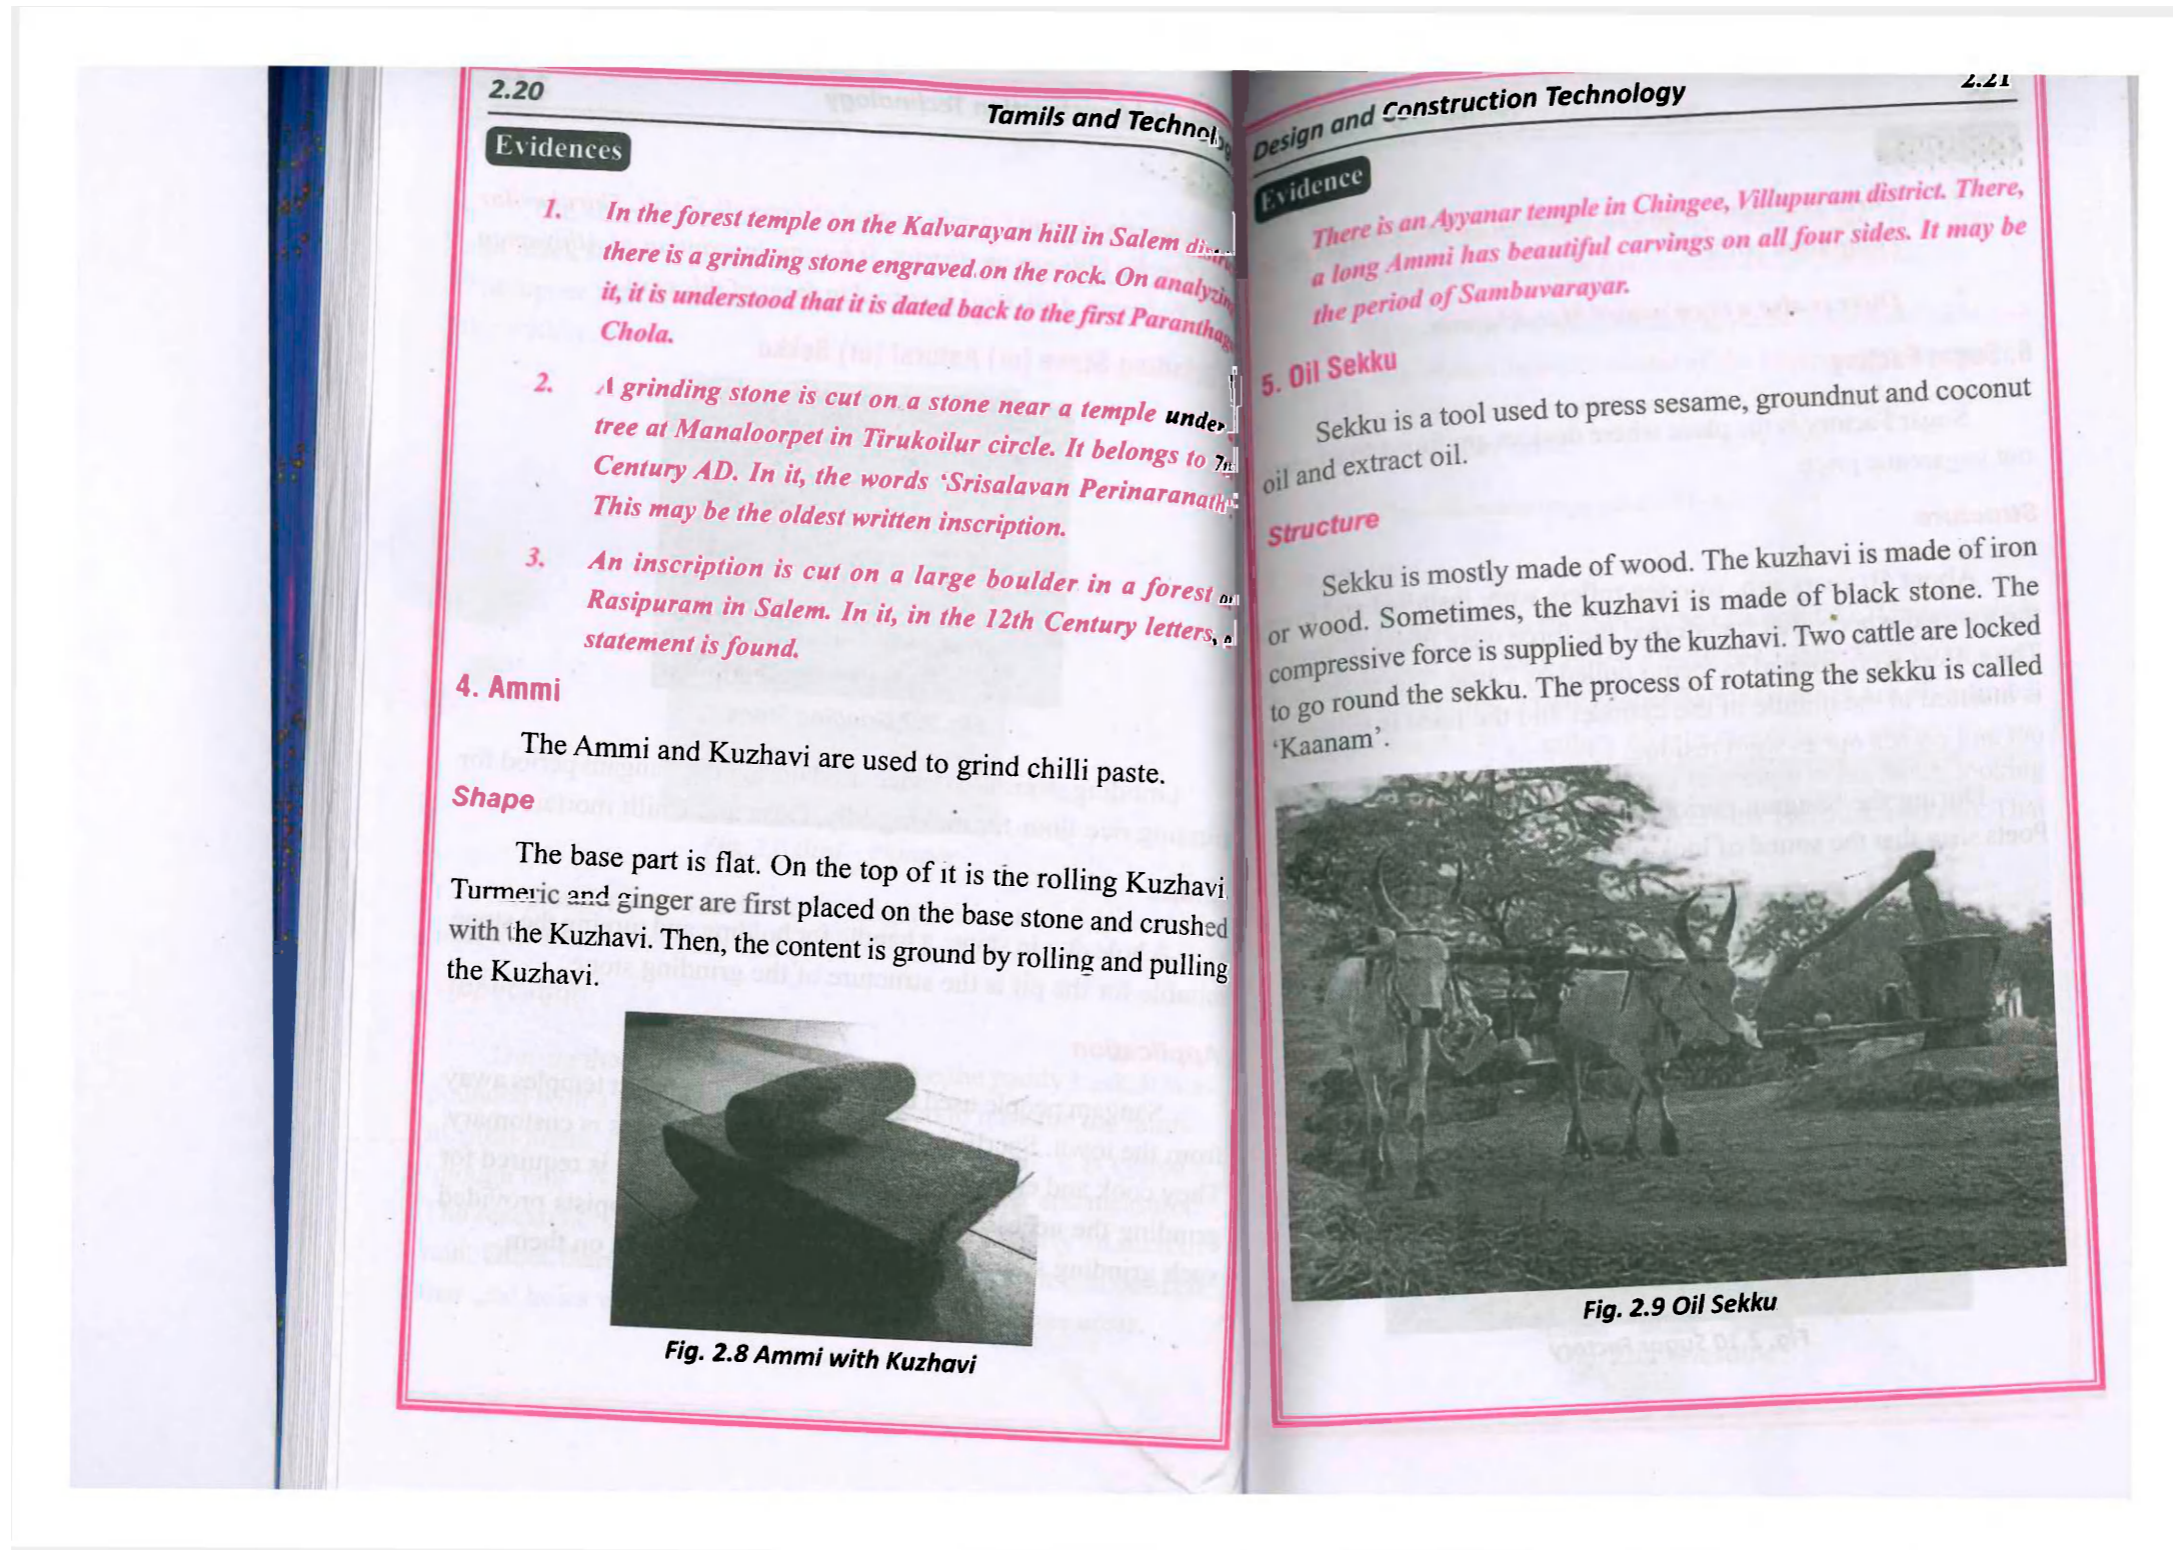 2.20
Tamils and
Evidences
1. In the forest temple on the Kalvarayan hill in Salem
there is a grinding stone engraved on the rock. On
it, it is understood that it is dated back to the first
Chola.
2. A grinding stone is cut on a stone near a temple under
tree at Manaloorpet in Tirukoilur circle. It belongs to
Century AD. In it, the words ‘Srisalavan
This may be the oldest written inscription.
3. An inscription is cut on a large boulder in a forest
Rasipuram in Salem. In it, in the 12th Century letters,
statement is found.
4. Ammi
The Ammi and Kuzhavi are used to grind chilli paste.
Shape
The base part is flat. On the top of it is the rolling Kuzhavi
Turmeric and ginger are first placed on the base stone and crushed
with the Kuzhavi. Then, the content is ground by rolling and pulling
the Kuzhavi.
Fig. 2.8 Ammi with Kuzhavi
Design and Construction Technology
2.21
Evidence
There is an Ayyanar temple in Chingee, Villupuram district. There,
a long Ammi has beautiful carvings on all four sides. It may be
the period of Sambuvarayar.
5. Oil Sekku
Sekku is a tool used to press sesame, groundnut and coconut
oil and extract oil.
Structure
Sekku is mostly made of wood. The kuzhavi is made of iron
or wood. Sometimes, the kuzhavi is made of black stone. The
compressive force is supplied by the kuzhavi. Two cattle are locked
to go round the sekku. The process of rotating the sekku is called
‘Kaanam’.
Fig. 2.9 Oil Sekku